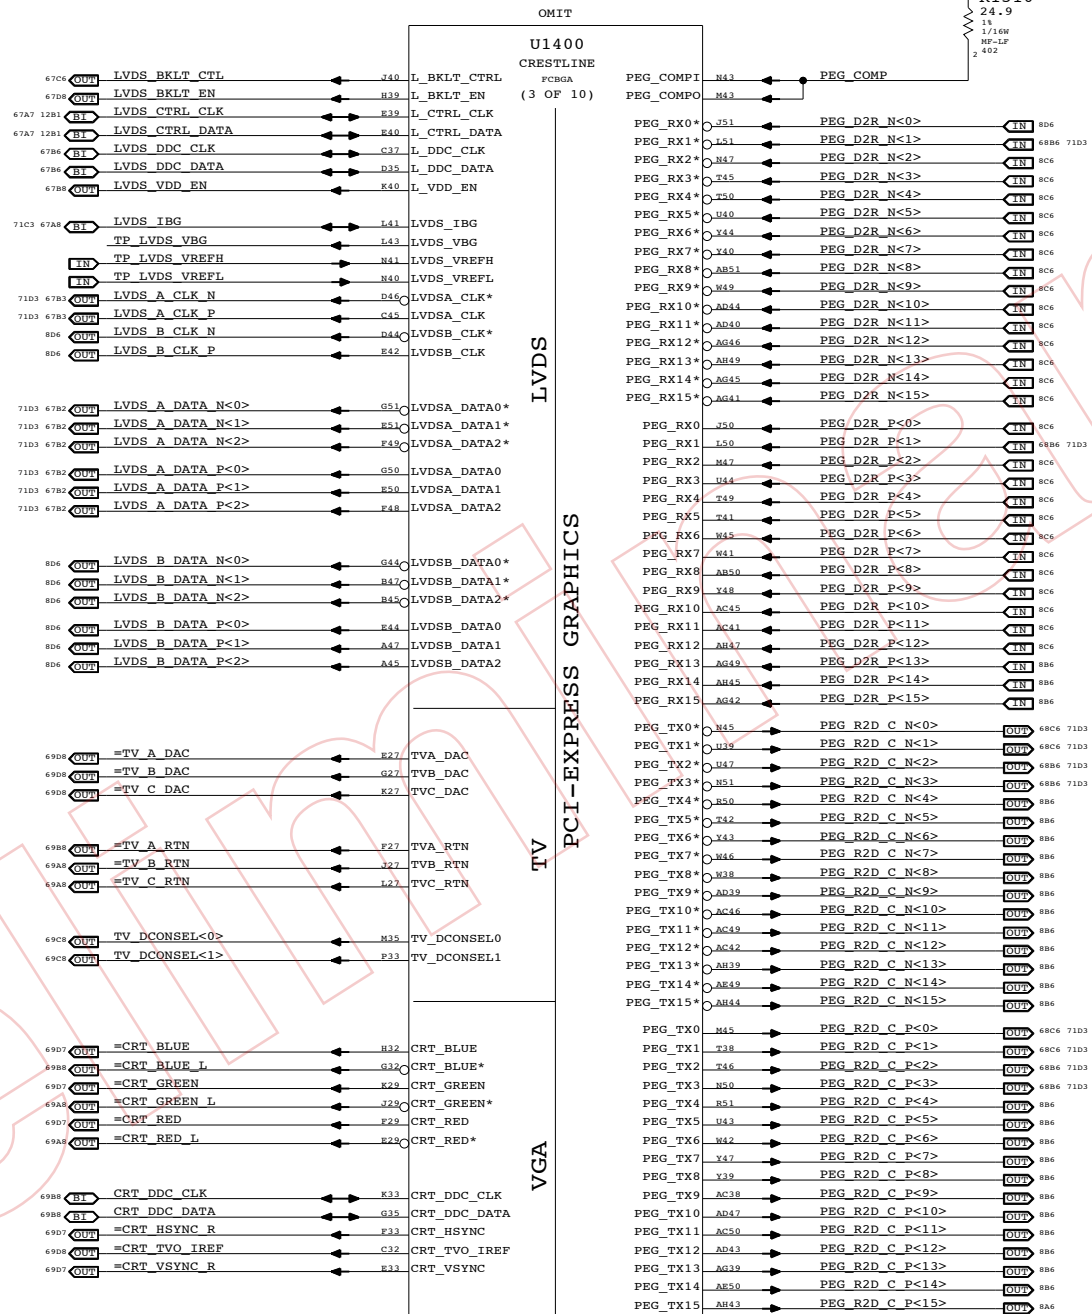 OMIT
U1400
CRESTLINE
FCBGA
(3 OF 10)
24.9
1%
1/16W
MF-LF
402
2
67C6 OUT LVDS_BKLT_CTL J40 L_BKLT_CTRL
67D8 OUT LVDS_BKLT_EN H39 L_BKLT_EN
67A7 12B1 BI LVDS_CTRL_CLK E39 L_CTRL_CLK
67A7 12B1 BI LVDS_CTRL_DATA E40 L_CTRL_DATA
67B6 BI LVDS_DDC_CLK C37 L_DDC_CLK
67B6 BI LVDS_DDC_DATA D35 L_DDC_DATA
67B8 OUT LVDS_VDD_EN K40 L_VDD_EN
71C3 67A8 BI LVDS_IBG L41 LVDS_IBG
TP_LVDS_VBG L43 LVDS_VBG
IN TP_LVDS_VREFH N41 LVDS_VREFH
IN TP_LVDS_VREFL N40 LVDS_VREFL
71D3 67B3 OUT LVDS_A_CLK_N D46 LVDSA_CLK*
71D3 67B3 OUT LVDS_A_CLK_P C45 LVDSA_CLK
8D6 OUT LVDS_B_CLK_N D44 LVDSB_CLK*
8D6 OUT LVDS_B_CLK_P E42 LVDSB_CLK
71D3 67B2 OUT LVDS_A_DATA_N<0> G51 LVDSA_DATA0*
71D3 67B2 OUT LVDS_A_DATA_N<1> E51 LVDSA_DATA1*
71D3 67B2 OUT LVDS_A_DATA_N<2> F49 LVDSA_DATA2*
71D3 67B2 OUT LVDS_A_DATA_P<0> G50 LVDSA_DATA0
71D3 67B2 OUT LVDS_A_DATA_P<1> E50 LVDSA_DATA1
71D3 67B2 OUT LVDS_A_DATA_P<2> F48 LVDSA_DATA2
8D6 OUT LVDS_B_DATA_N<0> G44 LVDSB_DATA0*
8D6 OUT LVDS_B_DATA_N<1> B47 LVDSB_DATA1*
8D6 OUT LVDS_B_DATA_N<2> B45 LVDSB_DATA2*
8D6 OUT LVDS_B_DATA_P<0> E44 LVDSB_DATA0
8D6 OUT LVDS_B_DATA_P<1> A47 LVDSB_DATA1
8D6 OUT LVDS_B_DATA_P<2> A45 LVDSB_DATA2
69D8 OUT =TV_A_DAC E27 TVA_DAC
69D8 OUT =TV_B_DAC G27 TVB_DAC
69D8 OUT =TV_C_DAC K27 TVC_DAC
69B8 OUT =TV_A_RTN F27 TVA_RTN
69A8 OUT =TV_B_RTN J27 TVB_RTN
69A8 OUT =TV_C_RTN L27 TVC_RTN
69C8 OUT TV_DCONSEL<0> M35 TV_DCONSEL0
69C8 OUT TV_DCONSEL<1> P33 TV_DCONSEL1
69D7 OUT =CRT_BLUE H32 CRT_BLUE
69B8 OUT =CRT_BLUE_L G32 CRT_BLUE*
69D7 OUT =CRT_GREEN K29 CRT_GREEN
69A8 OUT =CRT_GREEN_L J29 CRT_GREEN*
69D7 OUT =CRT_RED F29 CRT_RED
69A8 OUT =CRT_RED_L E29 CRT_RED*
69B8 BI CRT_DDC_CLK K33 CRT_DDC_CLK
69B8 BI CRT_DDC_DATA G35 CRT_DDC_DATA
69D7 OUT =CRT_HSYNC_R F33 CRT_HSYNC
69D8 OUT =CRT_TVO_IREF C32 CRT_TVO_IREF
69D7 OUT =CRT_VSYNC_R E33 CRT_VSYNC
LVDS
TV
VGA
PCI-EXPRESS GRAPHICS
PEG_COMPI N43 PEG_COMP
PEG_COMPO M43
PEG_RX0* J51 PEG_D2R_N<0> IN 8D6
PEG_RX1* L51 PEG_D2R_N<1> IN 68B6 71D3
PEG_RX2* N47 PEG_D2R_N<2> IN 8C6
PEG_RX3* T45 PEG_D2R_N<3> IN 8C6
PEG_RX4* T50 PEG_D2R_N<4> IN 8C6
PEG_RX5* U40 PEG_D2R_N<5> IN 8C6
PEG_RX6* Y44 PEG_D2R_N<6> IN 8C6
PEG_RX7* Y40 PEG_D2R_N<7> IN 8C6
PEG_RX8* AB51 PEG_D2R_N<8> IN 8C6
PEG_RX9* W49 PEG_D2R_N<9> IN 8C6
PEG_RX10* AD44 PEG_D2R_N<10> IN 8C6
PEG_RX11* AD40 PEG_D2R_N<11> IN 8C6
PEG_RX12* AG46 PEG_D2R_N<12> IN 8C6
PEG_RX13* AH49 PEG_D2R_N<13> IN 8C6
PEG_RX14* AG45 PEG_D2R_N<14> IN 8C6
PEG_RX15* AG41 PEG_D2R_N<15> IN 8C6
PEG_RX0 J50 PEG_D2R_P<0> IN 8C6
PEG_RX1 L50 PEG_D2R_P<1> IN 68B6 71D3
PEG_RX2 M47 PEG_D2R_P<2> IN 8C6
PEG_RX3 U44 PEG_D2R_P<3> IN 8C6
PEG_RX4 T49 PEG_D2R_P<4> IN 8C6
PEG_RX5 T41 PEG_D2R_P<5> IN 8C6
PEG_RX6 W45 PEG_D2R_P<6> IN 8C6
PEG_RX7 W41 PEG_D2R_P<7> IN 8C6
PEG_RX8 AB50 PEG_D2R_P<8> IN 8C6
PEG_RX9 Y48 PEG_D2R_P<9> IN 8C6
PEG_RX10 AC45 PEG_D2R_P<10> IN 8C6
PEG_RX11 AC41 PEG_D2R_P<11> IN 8C6
PEG_RX12 AH47 PEG_D2R_P<12> IN 8C6
PEG_RX13 AG49 PEG_D2R_P<13> IN 8B6
PEG_RX14 AH45 PEG_D2R_P<14> IN 8B6
PEG_RX15 AG42 PEG_D2R_P<15> IN 8B6
PEG_TX0* N45 PEG_R2D_C_N<0> OUT 68C6 71D3
PEG_TX1* U39 PEG_R2D_C_N<1> OUT 68C6 71D3
PEG_TX2* U47 PEG_R2D_C_N<2> OUT 68B6 71D3
PEG_TX3* N51 PEG_R2D_C_N<3> OUT 68B6 71D3
PEG_TX4* R50 PEG_R2D_C_N<4> OUT 8B6
PEG_TX5* T42 PEG_R2D_C_N<5> OUT 8B6
PEG_TX6* Y43 PEG_R2D_C_N<6> OUT 8B6
PEG_TX7* W46 PEG_R2D_C_N<7> OUT 8B6
PEG_TX8* W38 PEG_R2D_C_N<8> OUT 8B6
PEG_TX9* AD39 PEG_R2D_C_N<9> OUT 8B6
PEG_TX10* AC46 PEG_R2D_C_N<10> OUT 8B6
PEG_TX11* AC49 PEG_R2D_C_N<11> OUT 8B6
PEG_TX12* AC42 PEG_R2D_C_N<12> OUT 8B6
PEG_TX13* AH39 PEG_R2D_C_N<13> OUT 8B6
PEG_TX14* AE49 PEG_R2D_C_N<14> OUT 8B6
PEG_TX15* AH44 PEG_R2D_C_N<15> OUT 8B6
PEG_TX0 M45 PEG_R2D_C_P<0> OUT 68C6 71D3
PEG_TX1 T38 PEG_R2D_C_P<1> OUT 68C6 71D3
PEG_TX2 T46 PEG_R2D_C_P<2> OUT 68B6 71D3
PEG_TX3 N50 PEG_R2D_C_P<3> OUT 68B6 71D3
PEG_TX4 R51 PEG_R2D_C_P<4> OUT 8B6
PEG_TX5 U43 PEG_R2D_C_P<5> OUT 8B6
PEG_TX6 W42 PEG_R2D_C_P<6> OUT 8B6
PEG_TX7 Y47 PEG_R2D_C_P<7> OUT 8B6
PEG_TX8 Y39 PEG_R2D_C_P<8> OUT 8B6
PEG_TX9 AC38 PEG_R2D_C_P<9> OUT 8B6
PEG_TX10 AD47 PEG_R2D_C_P<10> OUT 8B6
PEG_TX11 AC50 PEG_R2D_C_P<11> OUT 8B6
PEG_TX12 AD43 PEG_R2D_C_P<12> OUT 8B6
PEG_TX13 AG39 PEG_R2D_C_P<13> OUT 8B6
PEG_TX14 AE50 PEG_R2D_C_P<14> OUT 8B6
PEG_TX15 AH43 PEG_R2D_C_P<15> OUT 8A6